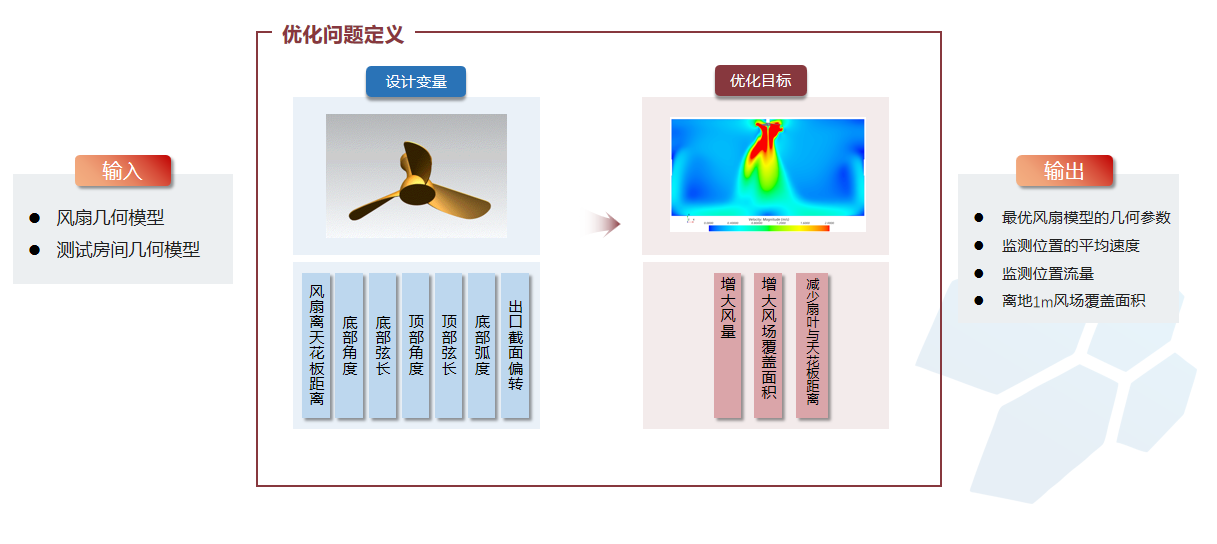 优化问题定义
输入
风扇几何模型
测试房间几何模型
设计变量
风扇离天花板距离
底部角度
底部弦长
顶部角度
顶部弦长
底部弧度
出口截面偏转
优化目标
Velocity: Magnitude (m/s)
增大风量
增大风场覆盖面积
减少扇叶与天花板距离
输出
最优风扇模型的几何参数
监测位置的平均速度
监测位置流量
离地1m风场覆盖面积